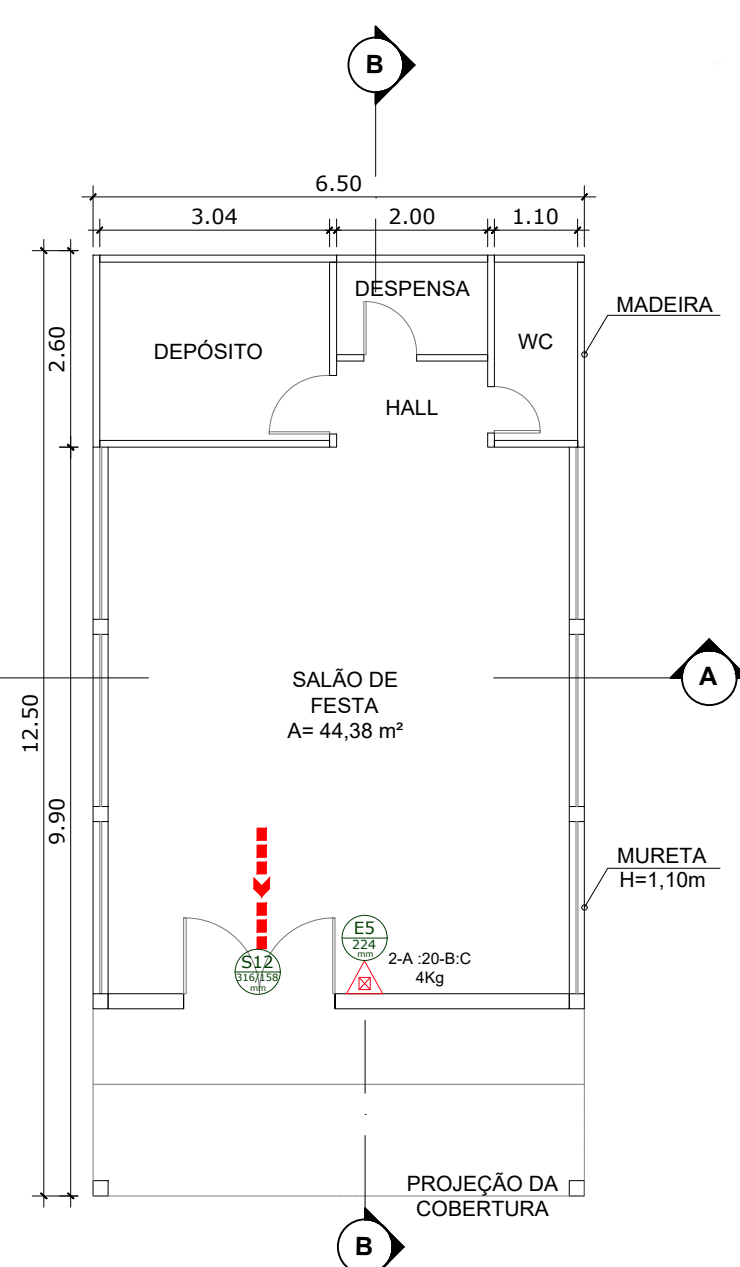 B
6.50
3.04
2.00
1.10
DESPENSA
MADEIRA
2.60
DEPÓSITO
WC
HALL
SALÃO DE
FESTA
A= 44,38 m²
A
12.50
9.90
MURETA
H=1,10m
E5
224
mm
2-A :20-B:C
4Kg
S12
316/158
mm
PROJEÇÃO DA
COBERTURA
B